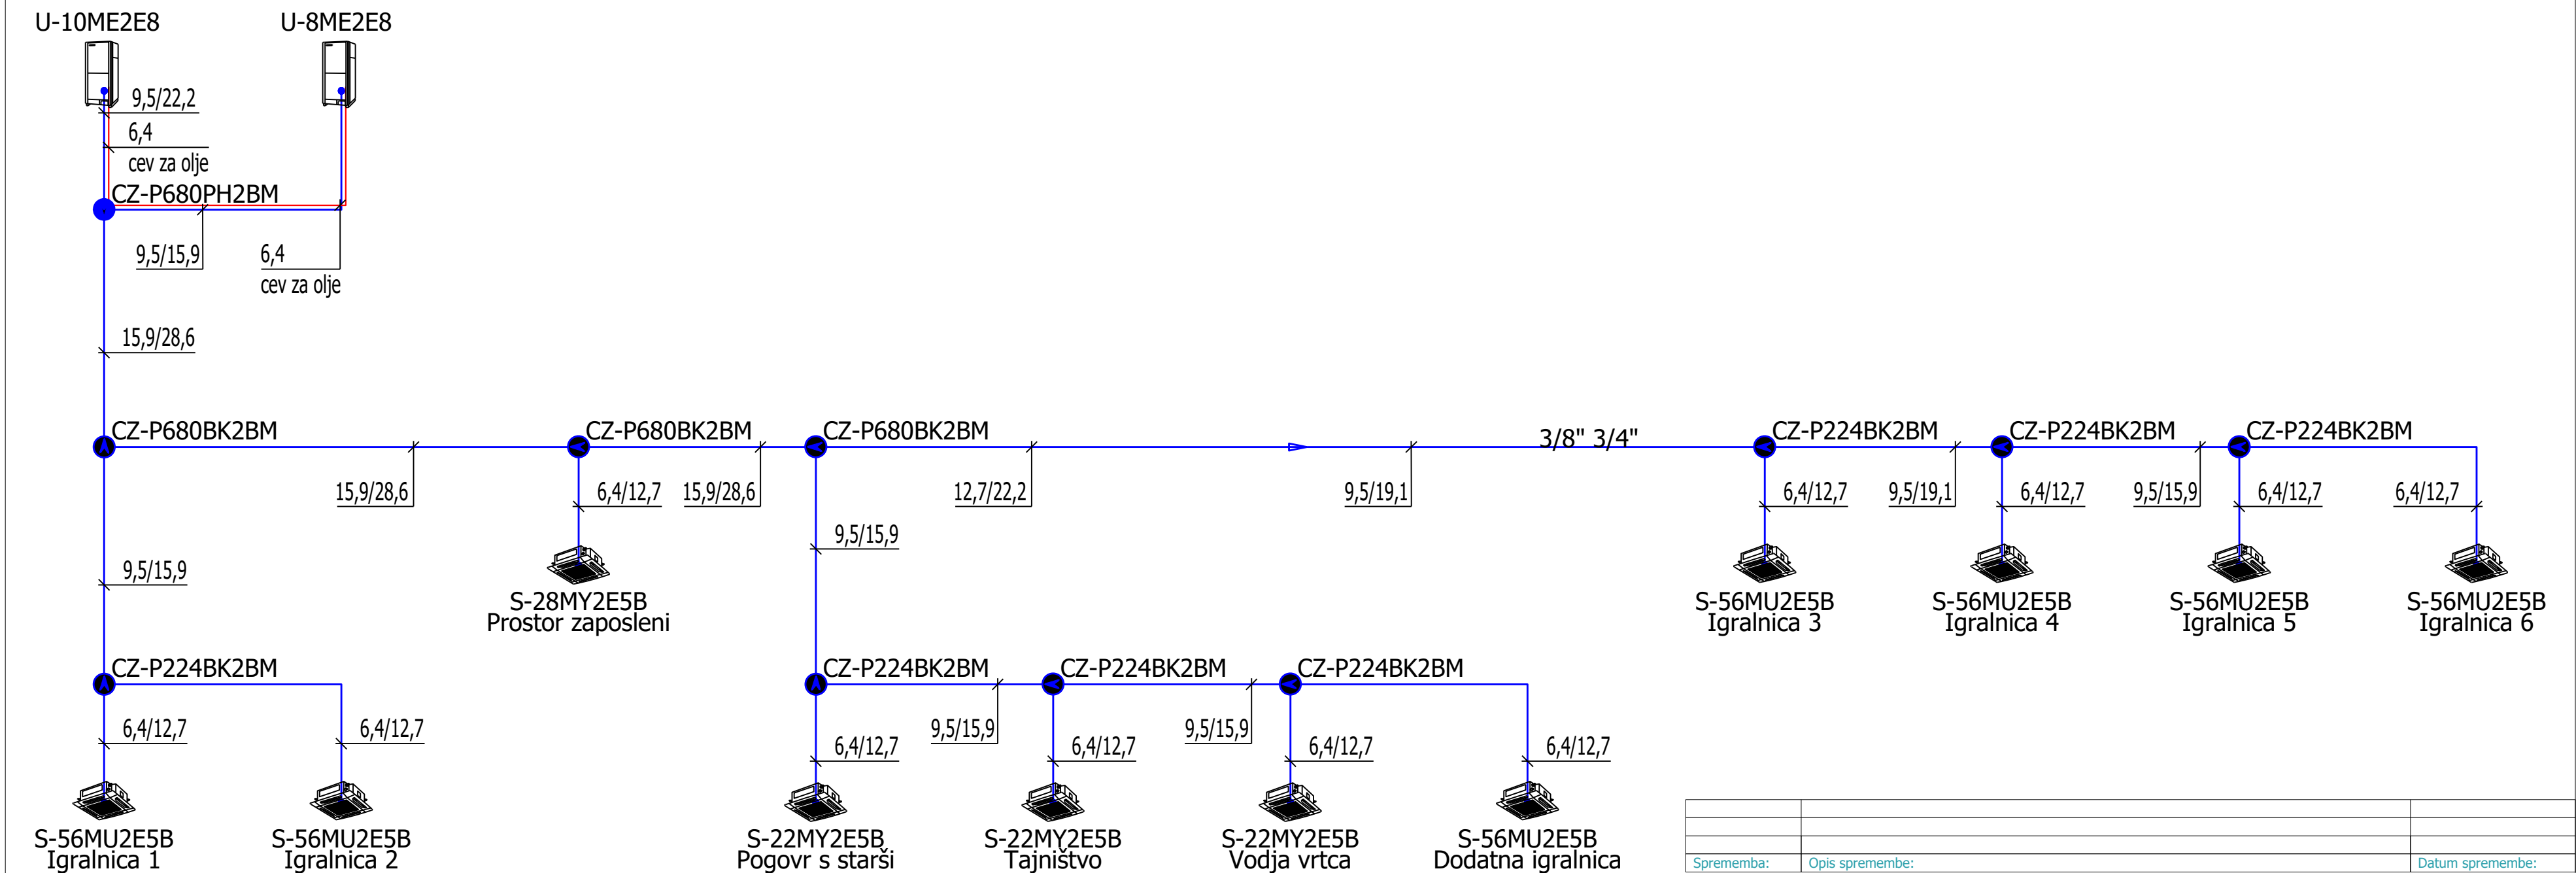 U-10ME2E8
U-8ME2E8
9,5/22,2
6,4
cev za olje
CZ-P680PH2BM
9,5/15,9
6,4
cev za olje
15,9/28,6
CZ-P680BK2BM
CZ-P680BK2BM
CZ-P680BK2BM
3/8" 3/4"
CZ-P224BK2BM
CZ-P224BK2BM
CZ-P224BK2BM
15,9/28,6
6,4/12,7
15,9/28,6
12,7/22,2
9,5/19,1
6,4/12,7
9,5/19,1
6,4/12,7
9,5/15,9
6,4/12,7
6,4/12,7
9,5/15,9
9,5/15,9
S-28MY2E5B
Prostor zaposleni
S-56MU2E5B
Igralnica 3
S-56MU2E5B
Igralnica 4
S-56MU2E5B
Igralnica 5
S-56MU2E5B
Igralnica 6
CZ-P224BK2BM
CZ-P224BK2BM
CZ-P224BK2BM
CZ-P224BK2BM
6,4/12,7
6,4/12,7
9,5/15,9
9,5/15,9
6,4/12,7
6,4/12,7
6,4/12,7
6,4/12,7
S-56MU2E5B
Igralnica 1
S-56MU2E5B
Igralnica 2
S-22MY2E5B
Pogovr s starši
S-22MY2E5B
Tajništvo
S-22MY2E5B
Vodja vrtca
S-56MU2E5B
Dodatna igralnica
Sprememba:
Opis spremembe:
Datum spremembe: